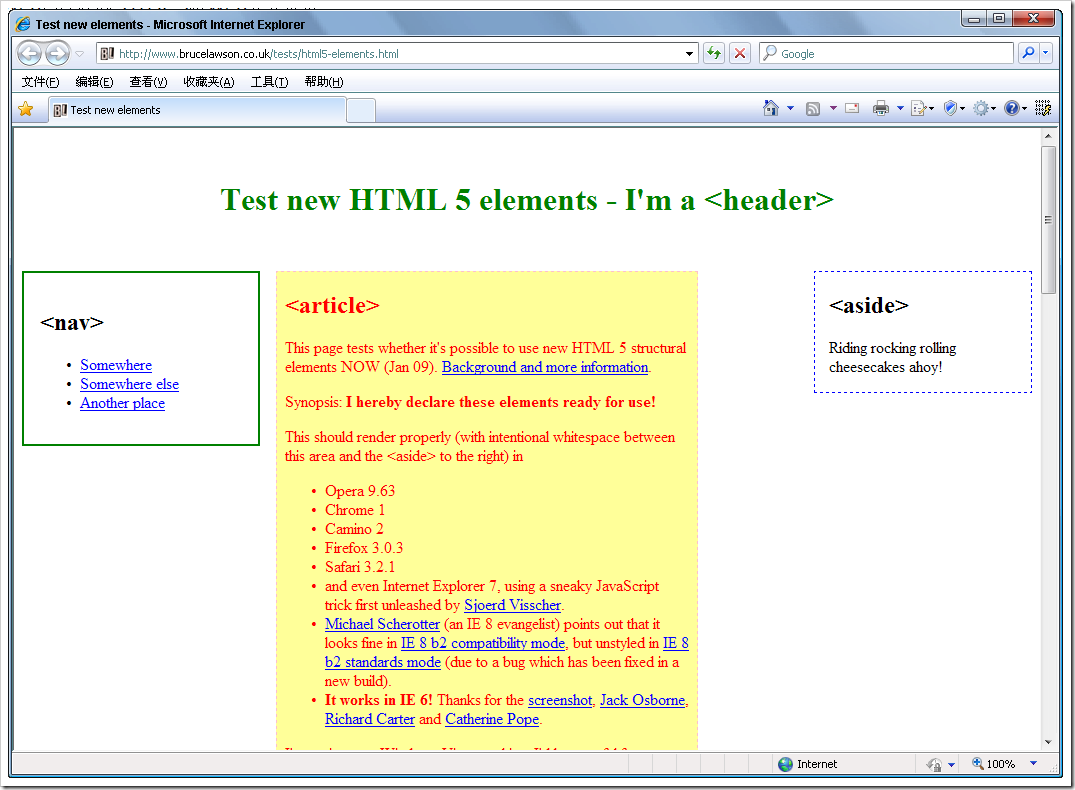 Test new elements - Microsoft Internet Explorer
http://www.brucelawson.co.uk/tests/html5-elements.html
Google
文件(F) 编辑(E) 查看(V) 收藏夹(A) 工具(T) 帮助(H)
Test new elements
Test new HTML 5 elements - I'm a <header>
<nav>
Somewhere
Somewhere else
Another place
<article>
This page tests whether it's possible to use new HTML 5 structural
elements NOW (Jan 09). Background and more information.
Synopsis: I hereby declare these elements ready for use!
This should render properly (with intentional whitespace between
this area and the <aside> to the right) in
• Opera 9.63
• Chrome 1
• Camino 2
• Firefox 3.0.3
• Safari 3.2.1
• and even Internet Explorer 7, using a sneaky JavaScript
trick first unleashed by Sjoerd Visscher.
• Michael Scherotter (an IE 8 evangelist) points out that it
looks fine in IE 8 b2 compatibility mode, but unstyled in IE 8
b2 standards mode (due to a bug which has been fixed in a
new build).
• It works in IE 6! Thanks for the screenshot, Jack Osborne,
Richard Carter and Catherine Pope.
<aside>
Riding rocking rolling
cheesecakes ahoy!
Internet
100%